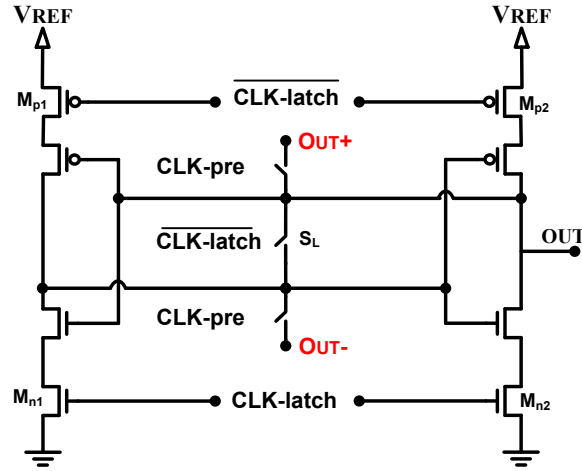 VREF VREF
Mp1 CLK-latch Mp2
OUT+
CLK-pre
CLK-latch SL
OUT
CLK-pre
OUT-
Mn1 CLK-latch Mn2